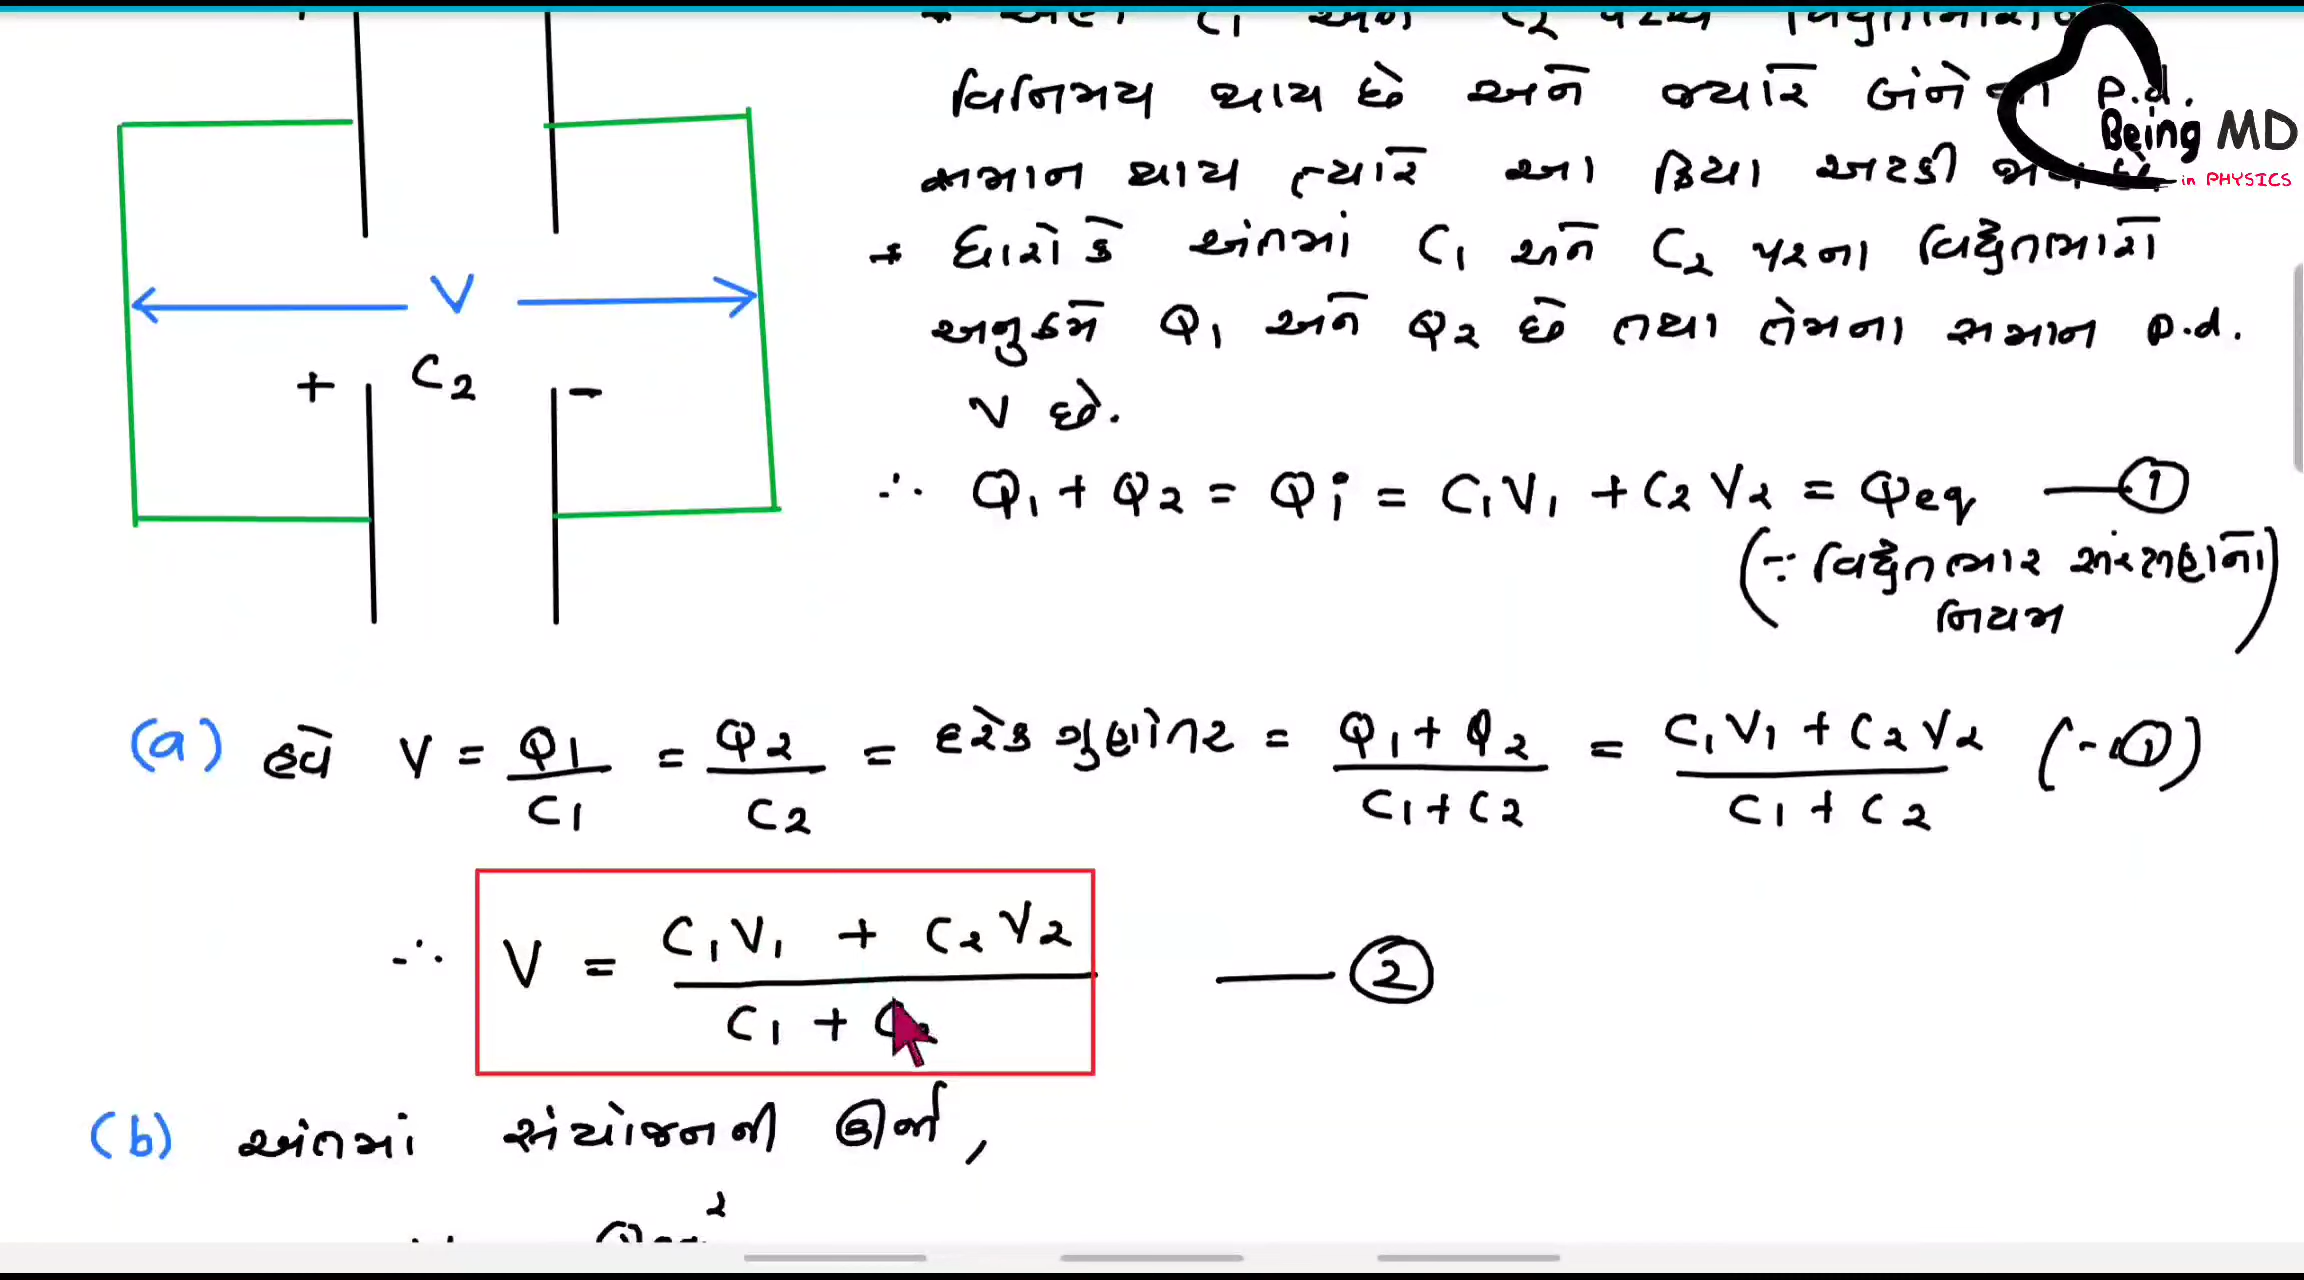 C₁ C₂
વિનિમય થાય છે અને જ્યારે બંને P.d.
Being MD
in PHYSICS
સમાન થાય ત્યારે આ ક્રિયા અટકી
→ ધારો કે અંતમાં C₁ અને C₂ પરના વિદ્યુતભારો
અનુક્રમે Q₁ અને Q₂ છે તથા તેમના સમાન P.d.
V છે.
V
+ C₂ -
∴ Q₁ + Q₂ = Qi = C₁V₁ + C₂V₂ = Qeq —①
(∵ વિદ્યુતભાર સંરક્ષણનો
નિયમ)
(a) હવે V = Q₁/C₁ = Q₂/C₂ = દરેક ગુણોત્તર = Q₁ + Q₂/C₁ + C₂ = C₁V₁ + C₂V₂/C₁ + C₂ (∵ ①)
∴ V = C₁V₁ + C₂V₂/C₁ + C₂ —②
(b) અંતમાં સંયોજનની ઊર્જા,